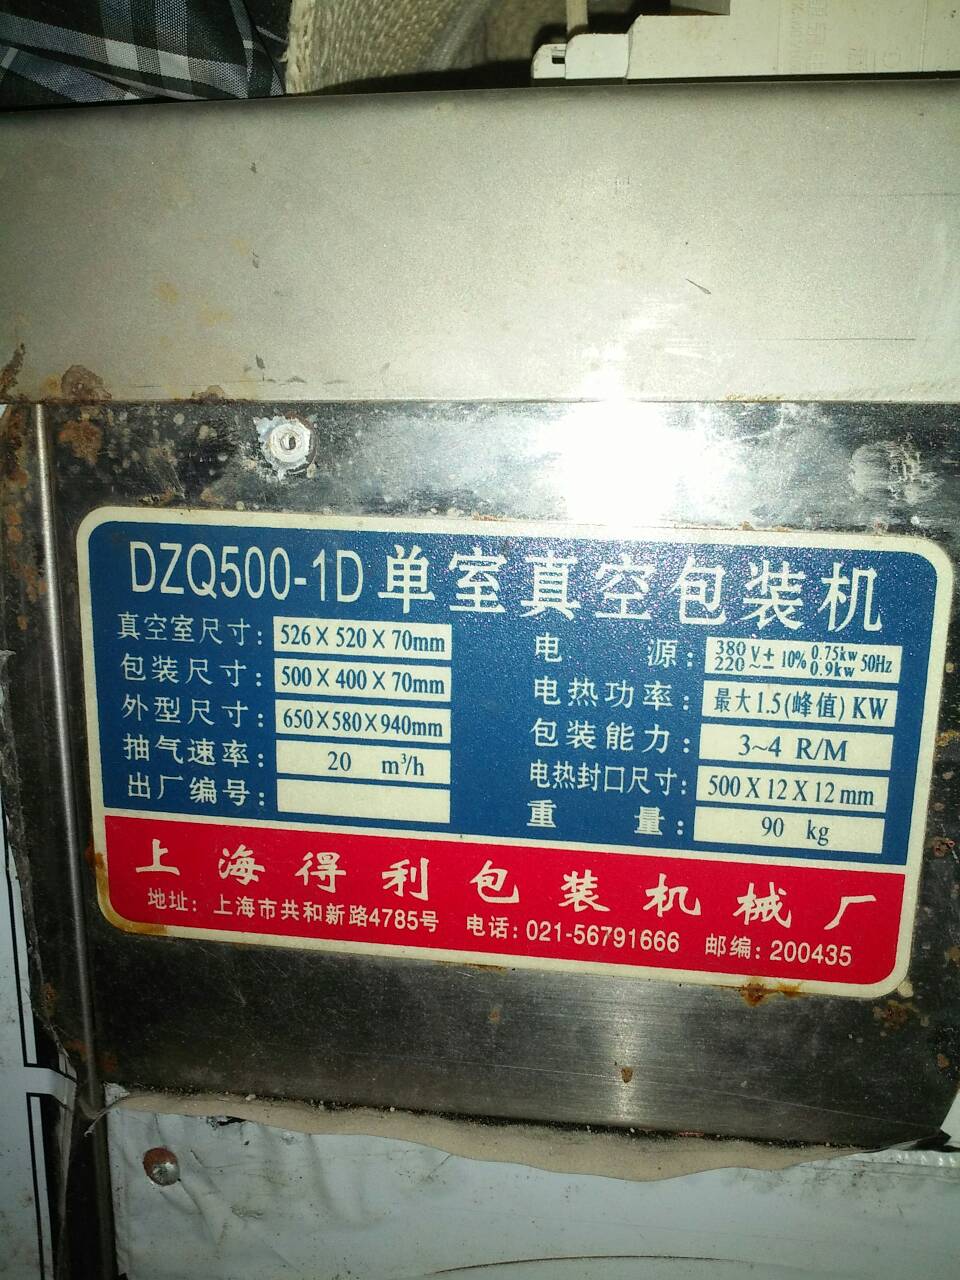 DZQ500-1D 单室真空包装机
真空室尺寸: 526 X 520 X 70mm
包装尺寸: 500 X 400 X 70mm
外型尺寸: 650X580X940mm
抽气速率: 20 m³/h
出厂编号:
电源: 380 220 V± ~ 10% 0.75kw 0.9kw 50Hz
电热功率: 最大1.5(峰值) KW
包装能力: 3~4 R/M
电热封口尺寸: 500 X 12 X 12 mm
重量: 90 kg
上海得利包装机械厂
地址: 上海市共和新路4785号 电话: 021-56791666 邮编: 200435